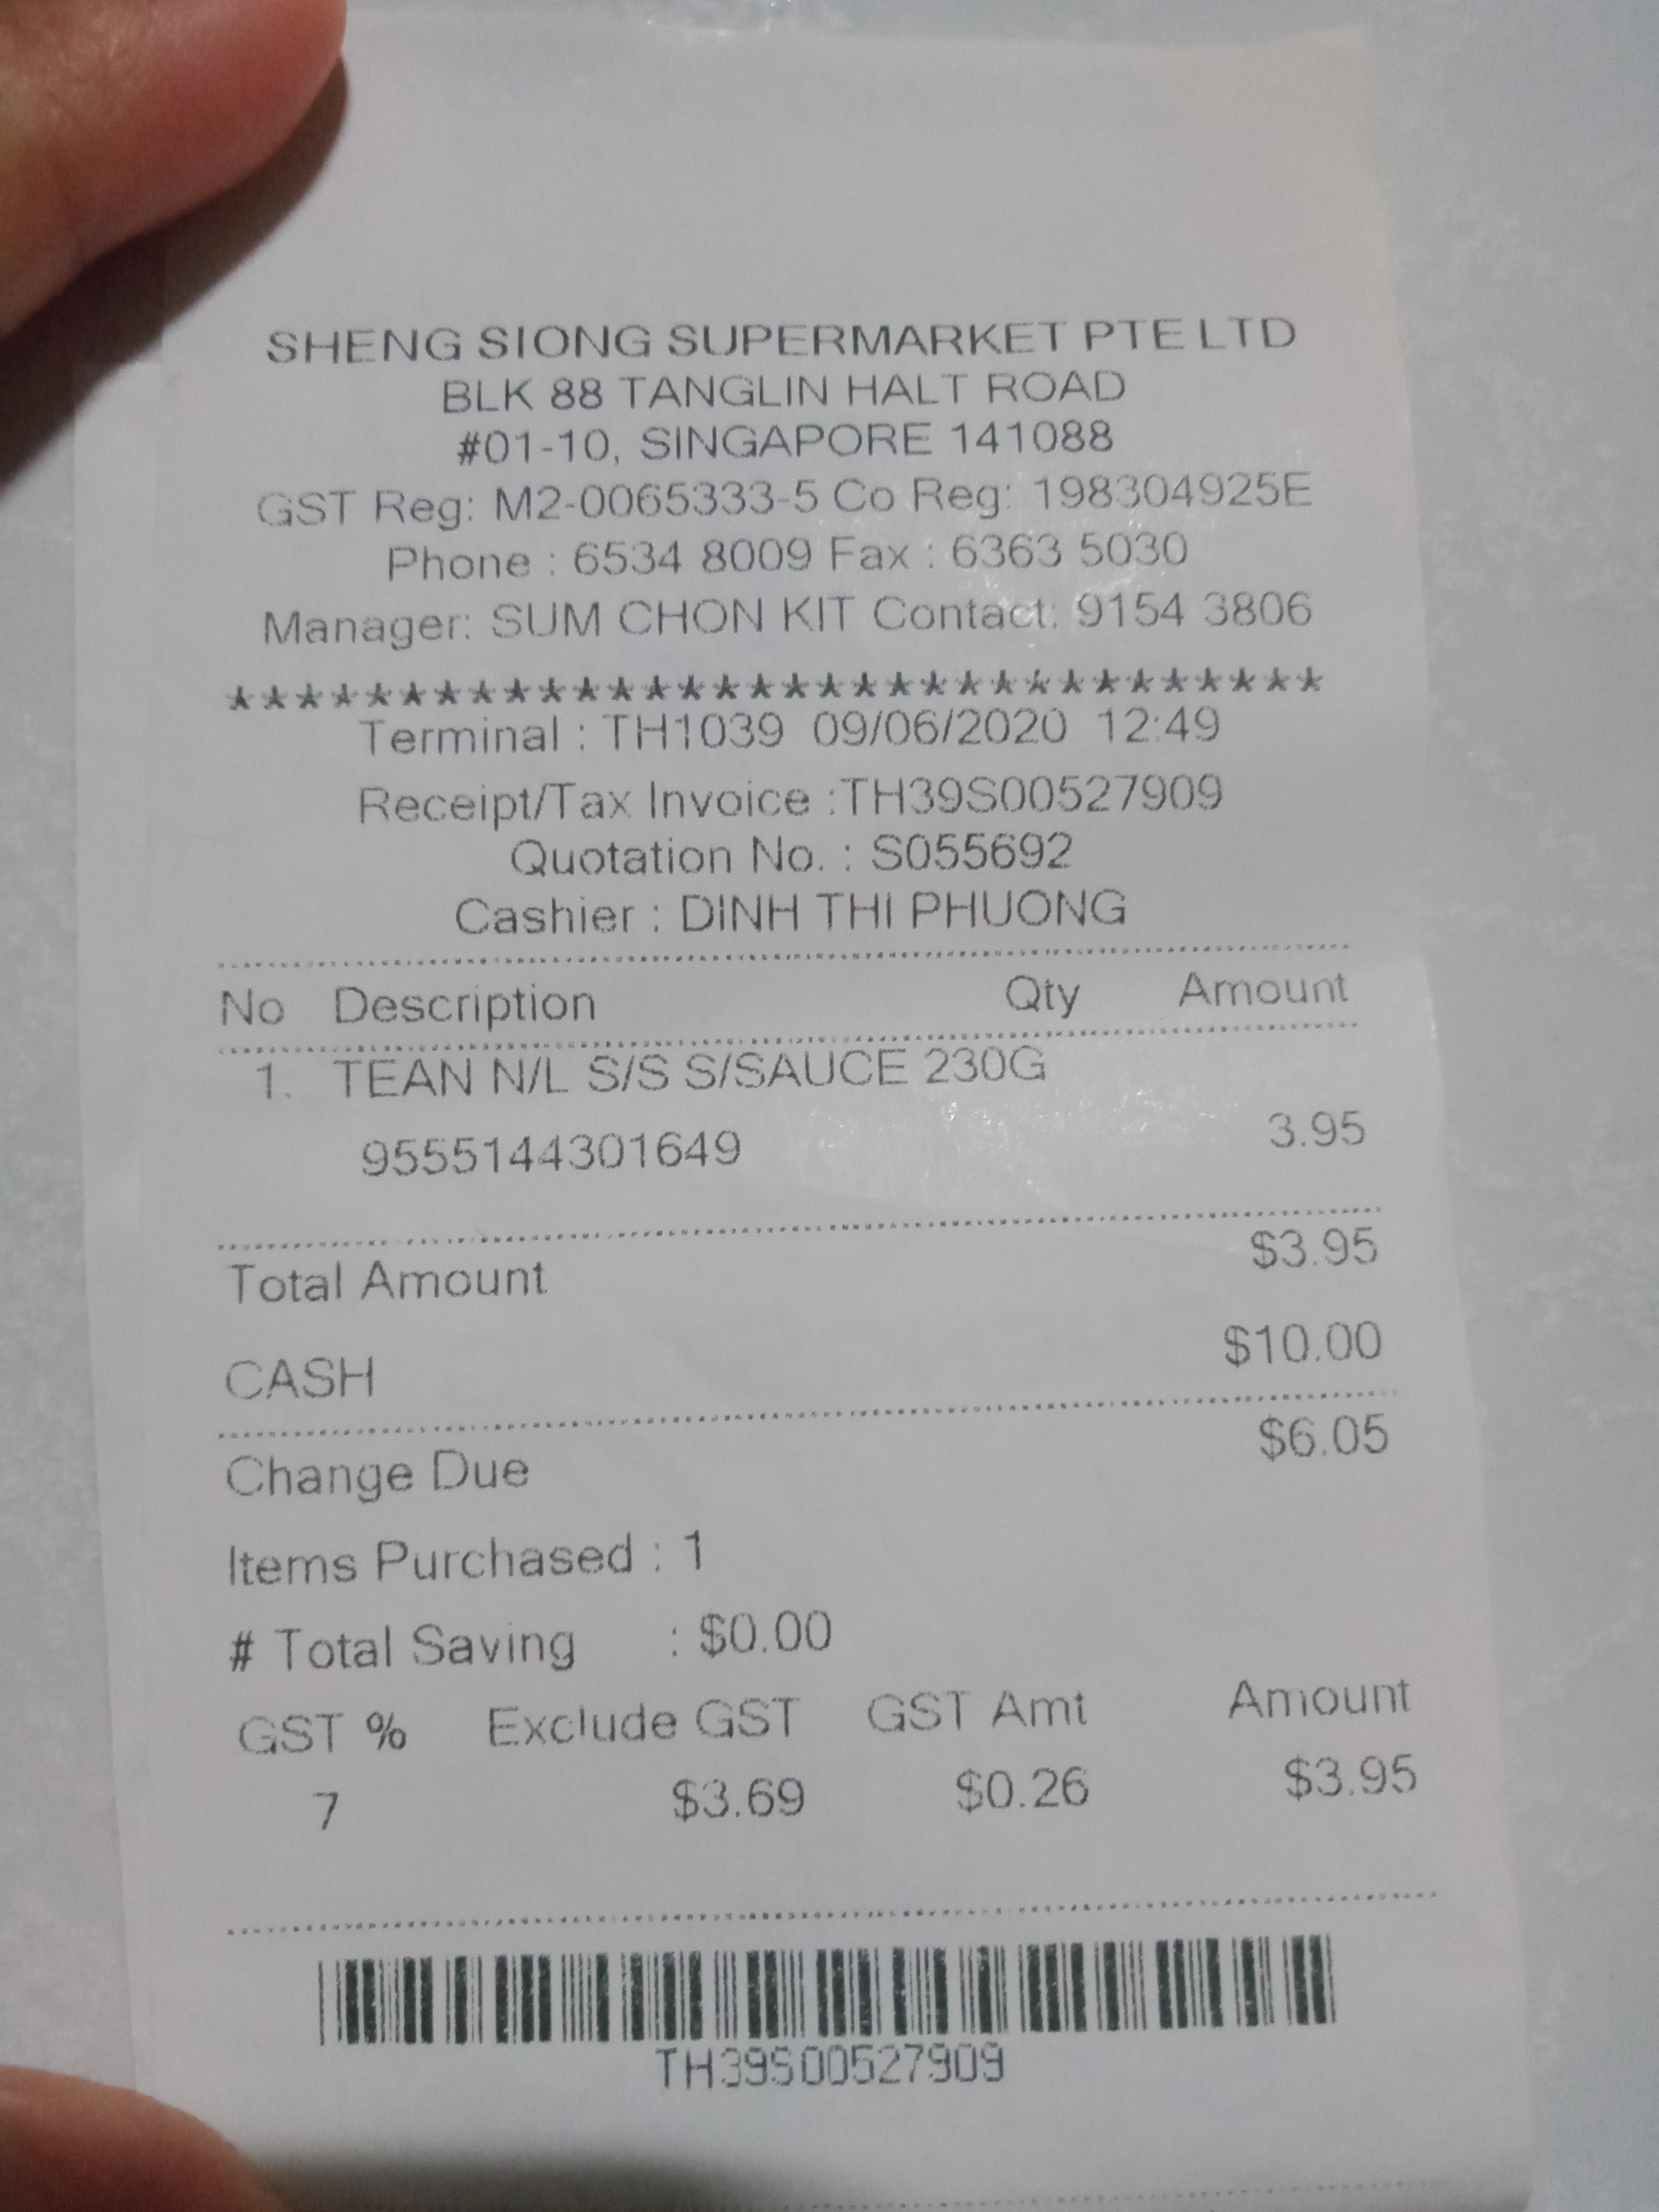 SHENG SIONG SUPERMARKET PTE LTD
BLK 88 TANGLIN HALT ROAD
#01-10, SINGAPORE 141088
GST Reg: M2-0065333-5 Co Reg: 198304925E
Phone : 6534 8009 Fax : 6363 5030
Manager: SUM CHON KIT Contact: 9154 3806
********************************
Terminal : TH1039 09/06/2020 12:49
Receipt/Tax Invoice :TH39S00527909
Quotation No. : S055692
Cashier : DINH THI PHUONG
No Description Qty Amount
1. TEAN N/L S/S S/SAUCE 230G
9555144301649 3.95
Total Amount $3.95
CASH $10.00
Change Due $6.05
Items Purchased : 1
# Total Saving : $0.00
GST % Exclude GST GST Amt Amount
7 $3.69 $0.26 $3.95
TH39S00527909